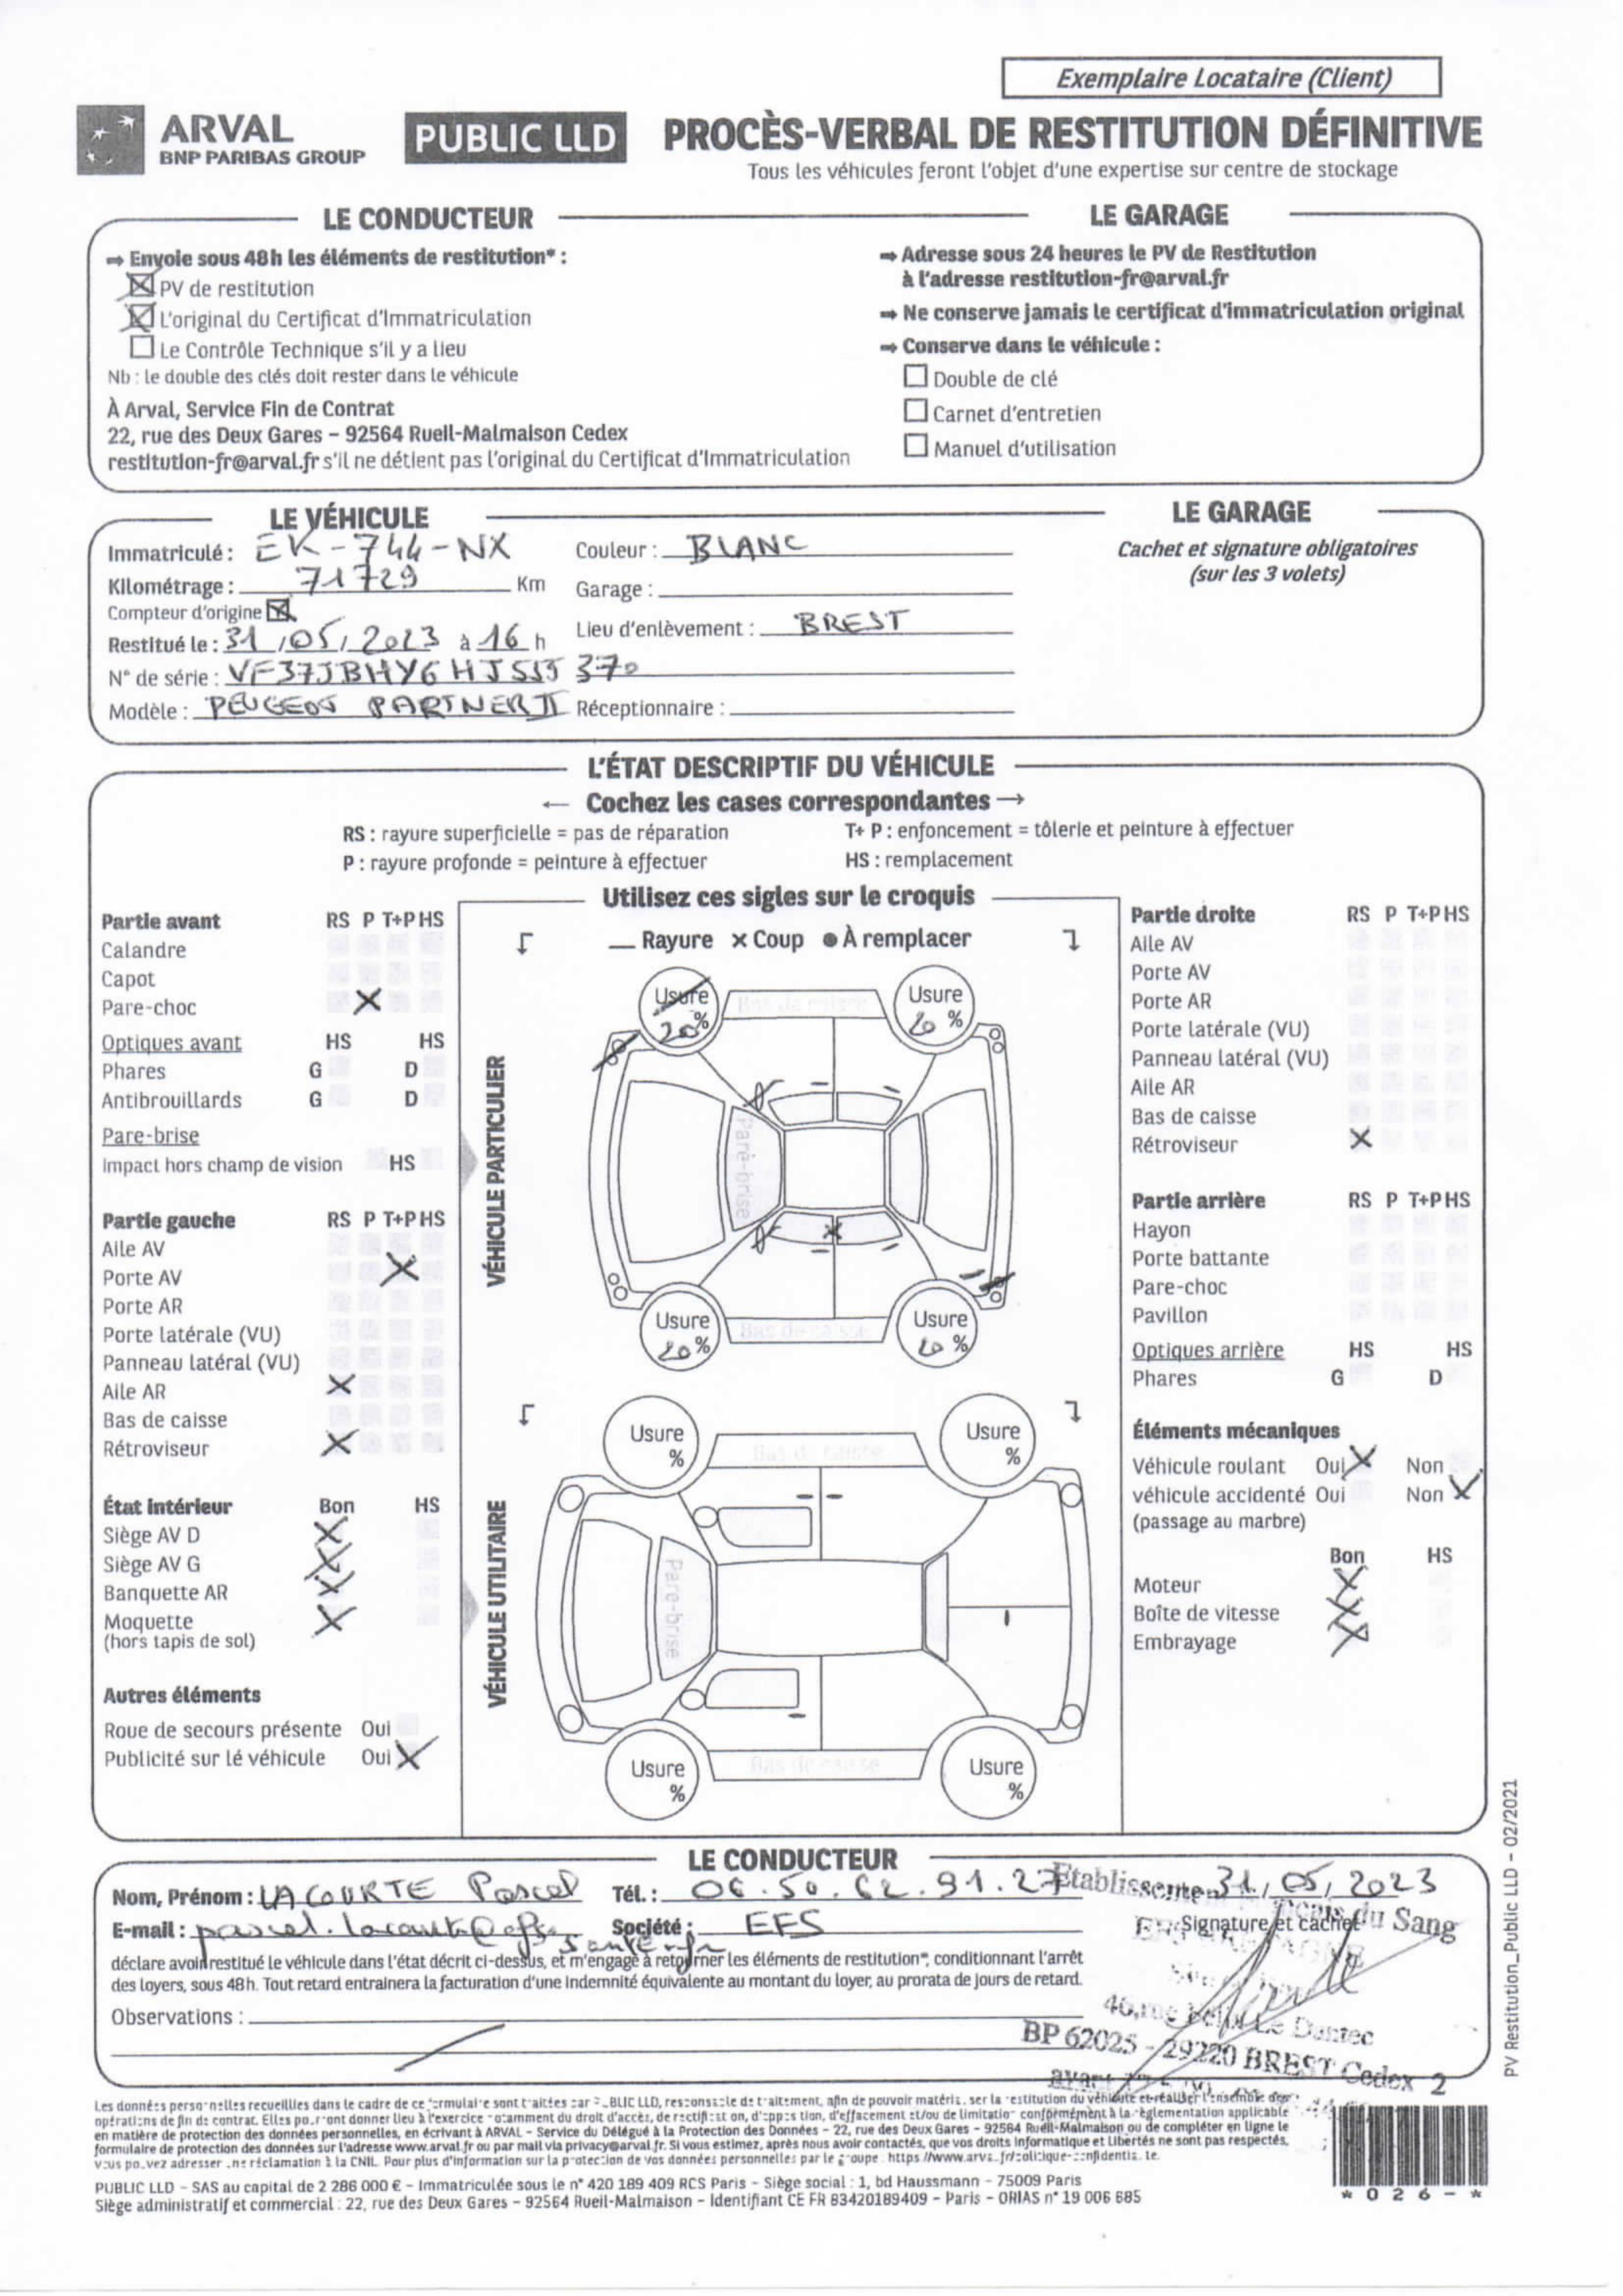 Exemplaire Locataire (Client)
ARVAL
BNP PARIBAS GROUP
PUBLIC LLD
PROCÈS-VERBAL DE RESTITUTION DÉFINITIVE
Tous les véhicules feront l'objet d'une expertise sur centre de stockage
LE CONDUCTEUR
⇒ Envoie sous 48h les éléments de restitution* :
☒ PV de restitution
☒ L'original du Certificat d'Immatriculation
☐ Le Contrôle Technique s'il y a lieu
Nb : le double des clés doit rester dans le véhicule
À Arval, Service Fin de Contrat
22, rue des Deux Gares – 92564 Rueil-Malmaison Cedex
restitution-fr@arval.fr s'il ne détient pas l'original du Certificat d'Immatriculation
LE GARAGE
⇒ Adresse sous 24 heures le PV de Restitution
à l'adresse restitution-fr@arval.fr
⇒ Ne conserve jamais le certificat d'immatriculation original
⇒ Conserve dans le véhicule :
☐ Double de clé
☐ Carnet d'entretien
☐ Manuel d'utilisation
LE VÉHICULE
Immatriculé : EK-744-NX
Kilométrage : 71729 Km
Compteur d'origine ☒
Restitué le : 31/05/2023 à 16 h
N° de série : VF37JBHY6HJ515370
Modèle : PEUGEOT PARTNER II
Couleur : BLANC
Garage :
Lieu d'enlèvement : BREST
Réceptionnaire :
LE GARAGE
Cachet et signature obligatoires
(sur les 3 volets)
L'ÉTAT DESCRIPTIF DU VÉHICULE
← Cochez les cases correspondantes →
RS : rayure superficielle = pas de réparation
T+ P : enfoncement = tôlerie et peinture à effectuer
P : rayure profonde = peinture à effectuer
HS : remplacement
Partie avant RS P T+P HS
Calandre
Capot
Pare-choc X
Optiques avant HS HS
Phares G D
Antibrouillards G D
Pare-brise
Impact hors champ de vision HS
Partie gauche RS P T+P HS
Aile AV
Porte AV X
Porte AR
Porte latérale (VU)
Panneau latéral (VU)
Aile AR X
Bas de caisse
Rétroviseur X
État intérieur Bon HS
Siège AV D X
Siège AV G X
Banquette AR X
Moquette X
(hors tapis de sol)
Autres éléments
Roue de secours présente Oui
Publicité sur le véhicule Oui X
Utilisez ces sigles sur le croquis
— Rayure × Coup ● À remplacer
VÉHICULE PARTICULIER
Usure 20 %
Bas de caisse
Usure 20 %
Pare-brise
Usure 20 %
Bas de caisse
Usure 20 %
VÉHICULE UTILITAIRE
Usure %
Bas de caisse
Usure %
Pare-brise
Usure %
Bas de caisse
Usure %
Partie droite RS P T+P HS
Aile AV
Porte AV
Porte AR
Porte latérale (VU)
Panneau latéral (VU)
Aile AR
Bas de caisse
Rétroviseur X
Partie arrière RS P T+P HS
Hayon
Porte battante
Pare-choc
Pavillon
Optiques arrière HS HS
Phares G D
Éléments mécaniques
Véhicule roulant Oui X Non
véhicule accidenté Oui Non X
(passage au marbre)
Bon HS
Moteur X
Boîte de vitesse X
Embrayage X
LE CONDUCTEUR
Nom, Prénom : LACOURTE Pascal Tél. : 06.50.62.91.27
31/05/2023
E-mail : pascal.lacourte@efs.sante.fr Société : EFS
Signature et cachet
déclare avoir restitué le véhicule dans l'état décrit ci-dessus, et m'engage à retourner les éléments de restitution*, conditionnant l'arrêt
des loyers, sous 48h. Tout retard entrainera la facturation d'une indemnité équivalente au montant du loyer, au prorata de jours de retard.
Observations :
Etablissement Français du Sang
EFS BRETAGNE
46, rue Félix Le Dantec
BP 62025 - 29220 BREST Cedex 2
Les données personnelles recueillies dans le cadre de ce formulaire sont traitées par PUBLIC LLD, responsable de traitement, afin de pouvoir matérialiser la restitution du véhicule et réaliser l'ensemble des
opérations de fin de contrat. Elles pourront donner lieu à l'exercice notamment du droit d'accès, de rectification, d'opposition, d'effacement et/ou de limitation conformément à la règlementation applicable
en matière de protection des données personnelles, en écrivant à ARVAL – Service du Délégué à la Protection des Données – 22, rue des Deux Gares – 92564 Rueil-Malmaison ou de compléter en ligne le
formulaire de protection des données sur l'adresse www.arval.fr ou par mail via privacy@arval.fr. Si vous estimez, après nous avoir contactés, que vos droits Informatique et Libertés ne sont pas respectés,
vous pouvez adresser une réclamation à la CNIL. Pour plus d'information sur la protection de vos données personnelles par le groupe : https://www.arval.fr/politique-confidentialite.
PUBLIC LLD – SAS au capital de 2 286 000 € – Immatriculée sous le n° 420 189 409 RCS Paris – Siège social : 1, bd Haussmann – 75009 Paris
Siège administratif et commercial : 22, rue des Deux Gares – 92564 Rueil-Malmaison – Identifiant CE FR 83420189409 – Paris – ORIAS n° 19 006 685
* 0 2 6 – *
PV Restitution_Public LLD – 02/2021